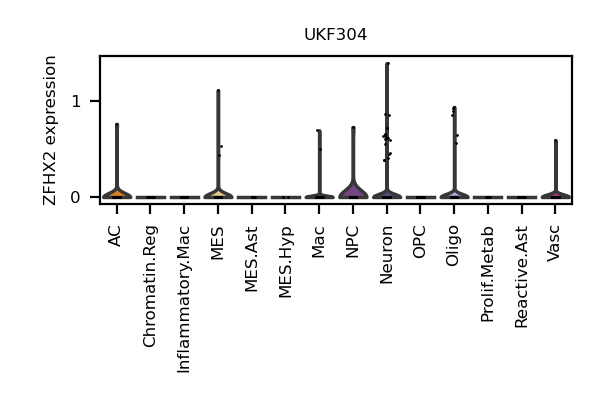 UKF304
ZFHX2 expression
1
0
AC
Chromatin.Reg
Inflammatory.Mac
MES
MES.Ast
MES.Hyp
Mac
NPC
Neuron
OPC
Oligo
Prolif.Metab
Reactive.Ast
Vasc